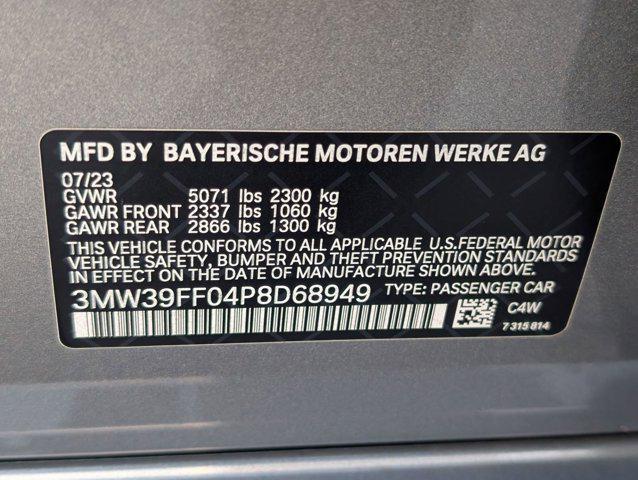 MFD BY BAYERISCHE MOTOREN WERKE AG
07/23
GVWR 5071 lbs 2300 kg
GAWR FRONT 2337 lbs 1060 kg
GAWR REAR 2866 lbs 1300 kg
THIS VEHICLE CONFORMS TO ALL APPLICABLE U.S.FEDERAL MOTOR
VEHICLE SAFETY, BUMPER AND THEFT PREVENTION STANDARDS
IN EFFECT ON THE DATE OF MANUFACTURE SHOWN ABOVE.
3MW39FF04P8D68949 TYPE: PASSENGER CAR
C4W
7 315 814